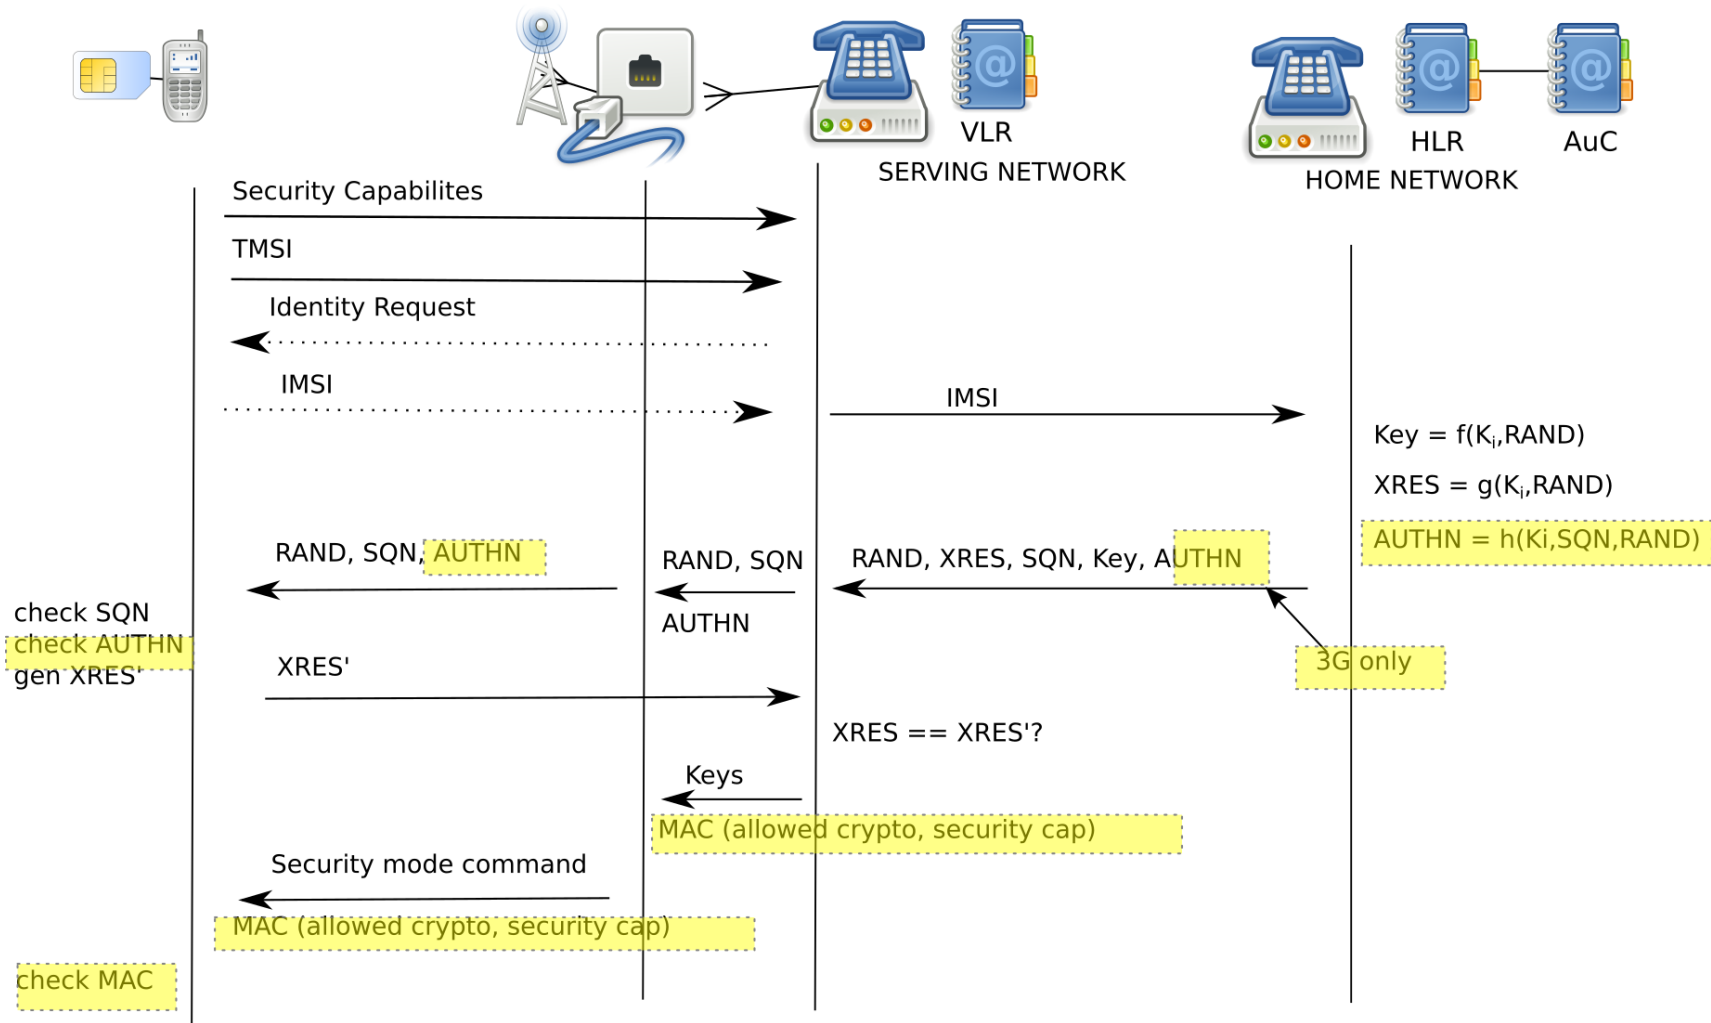 VLR
HLR
AuC
SERVING NETWORK
HOME NETWORK
Security Capabilites
TMSI
Identity Request
IMSI
IMSI
Key = f(Ki,RAND)
XRES = g(Ki,RAND)
AUTHN = h(Ki,SQN,RAND)
RAND, SQN, AUTHN
RAND, SQN
AUTHN
RAND, XRES, SQN, Key, AUTHN
3G only
check SQN
check AUTHN
gen XRES'
XRES'
XRES == XRES'?
Keys
MAC (allowed crypto, security cap)
Security mode command
MAC (allowed crypto, security cap)
check MAC